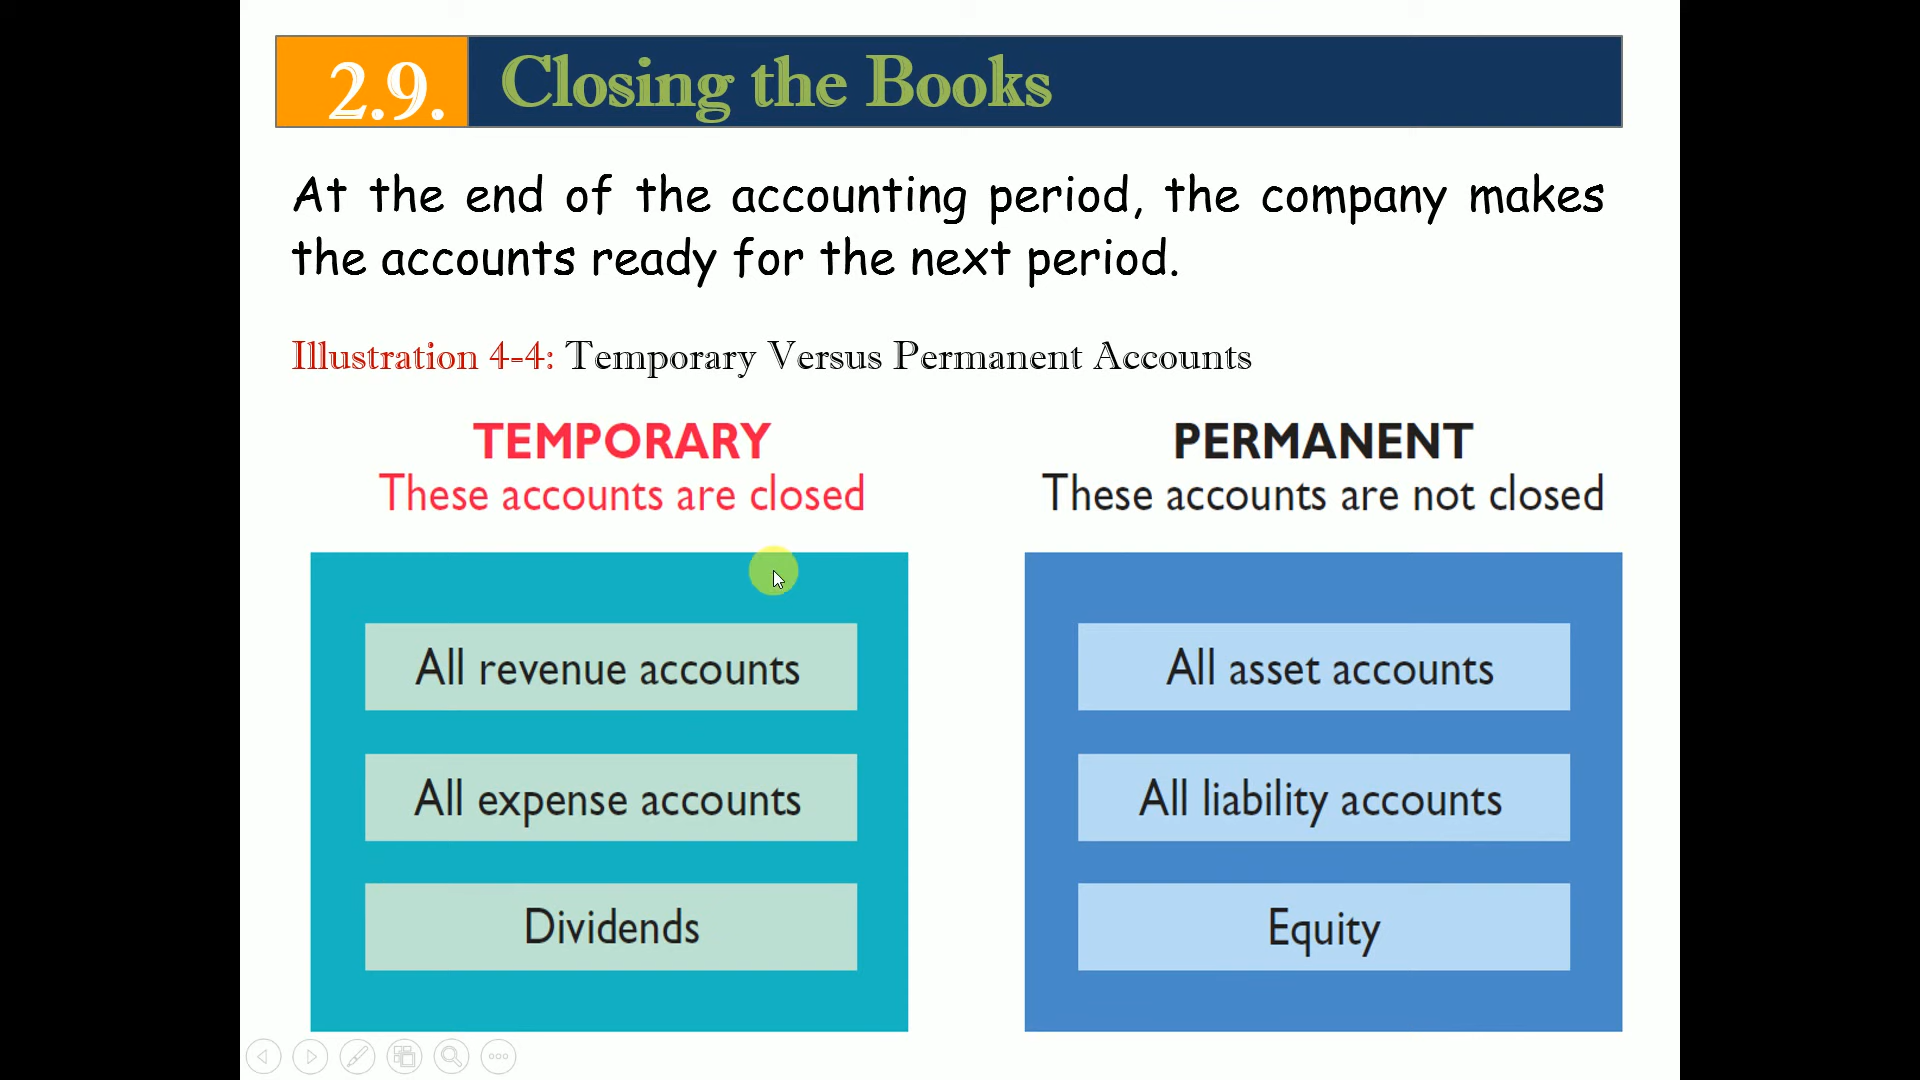 2.9. Closing the Books
At the end of the accounting period, the company makes
the accounts ready for the next period.
Illustration 4-4: Temporary Versus Permanent Accounts
TEMPORARY
These accounts are closed
All revenue accounts
All expense accounts
Dividends
PERMANENT
These accounts are not closed
All asset accounts
All liability accounts
Equity